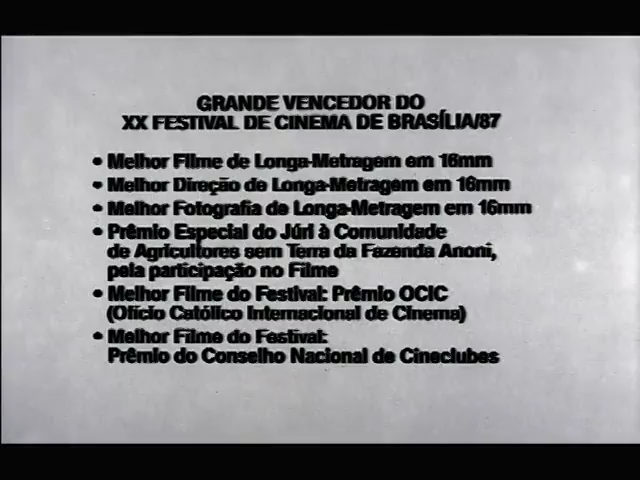 GRANDE VENCEDOR DO
XX FESTIVAL DE CINEMA DE BRASÍLIA/87
• Melhor Filme de Longa-Metragem em 16mm
• Melhor Direção de Longa-Metragem em 16mm
• Melhor Fotografia de Longa-Metragem em 16mm
• Prêmio Especial do Júri à Comunidade
de Agricultores sem Terra da Fazenda Anoni,
pela participação no Filme
• Melhor Filme do Festival: Prêmio OCIC
(Ofício Católico Internacional de Cinema)
• Melhor Filme do Festival:
Prêmio do Conselho Nacional de Cineclubes